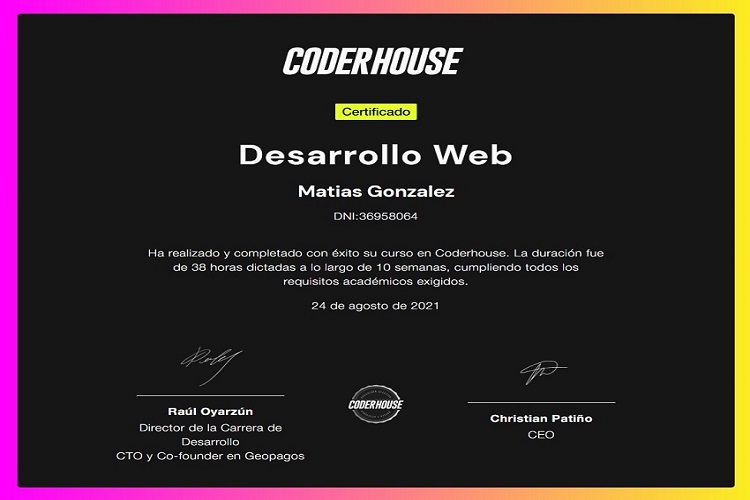 CODERHOUSE
Certificado
Desarrollo Web
Matias Gonzalez
DNI:36958064
Ha realizado y completado con éxito su curso en Coderhouse. La duración fue
de 38 horas dictadas a lo largo de 10 semanas, cumpliendo todos los
requisitos académicos exigidos.
24 de agosto de 2021
Raúl Oyarzún
Director de la Carrera de
Desarrollo
CTO y Co-founder en Geopagos
CODERHOUSE
Christian Patiño
CEO